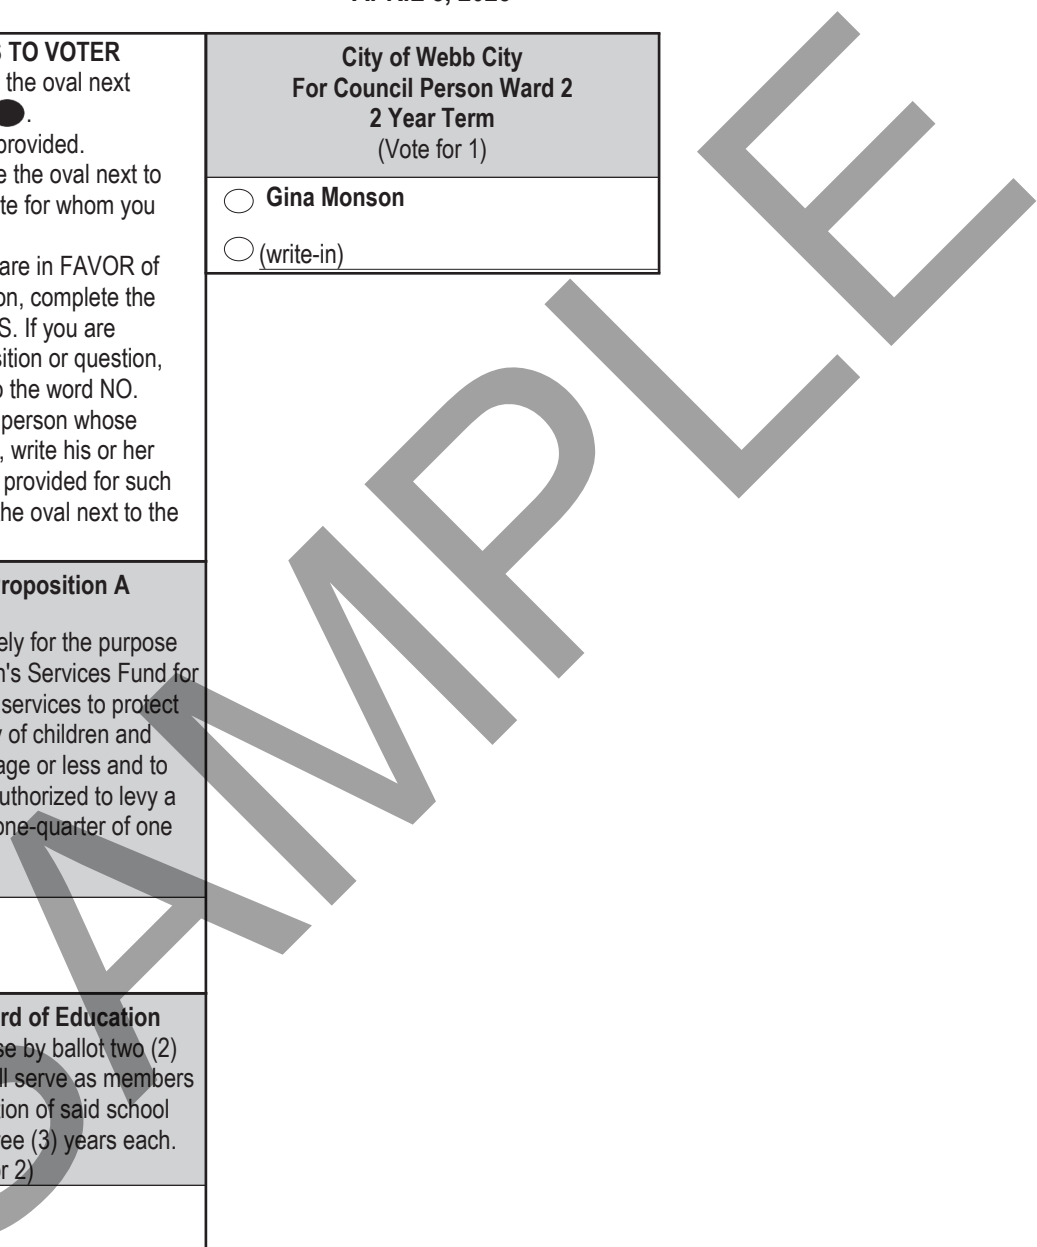 S TO VOTER
the oval next
.
provided.
e the oval next to
te for whom you
are in FAVOR of
on, complete the
S. If you are
sition or question,
o the word NO.
person whose
, write his or her
provided for such
he oval next to the
roposition A
ely for the purpose
n's Services Fund for
services to protect
y of children and
age or less and to
uthorized to levy a
one-quarter of one
rd of Education
se by ballot two (2)
ll serve as members
tion of said school
ree (3) years each.
or 2)
City of Webb City
For Council Person Ward 2
2 Year Term
(Vote for 1)
Gina Monson
(write-in)
SAMPLE